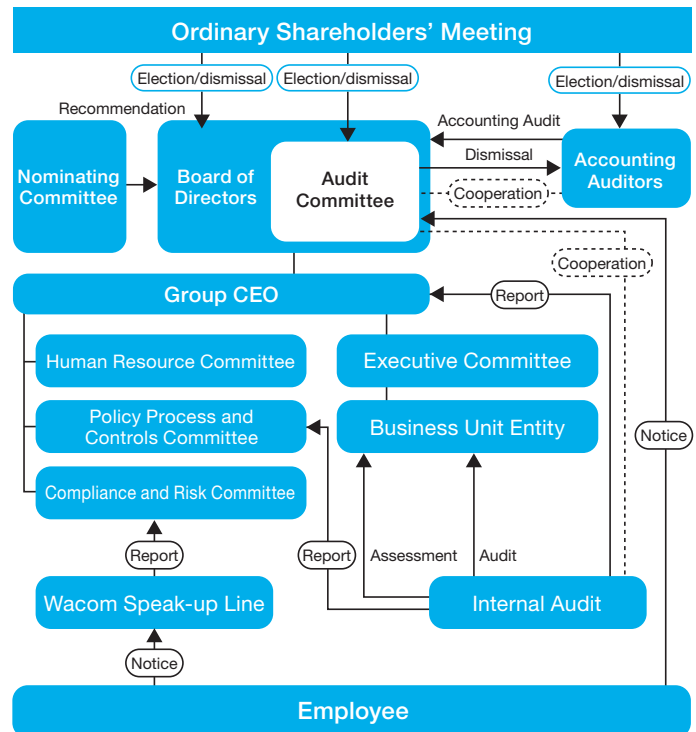 Ordinary Shareholders' Meeting
Election/dismissal
Election/dismissal
Election/dismissal
Recommendation
Accounting Audit
Nominating
Committee
Board of
Directors
Audit
Committee
Dismissal
Accounting
Auditors
Cooperation
Cooperation
Group CEO
Report
Human Resource Committee
Executive Committee
Policy Process and
Controls Committee
Business Unit Entity
Notice
Compliance and Risk Committee
Report
Report
Assessment
Audit
Wacom Speak-up Line
Internal Audit
Notice
Employee